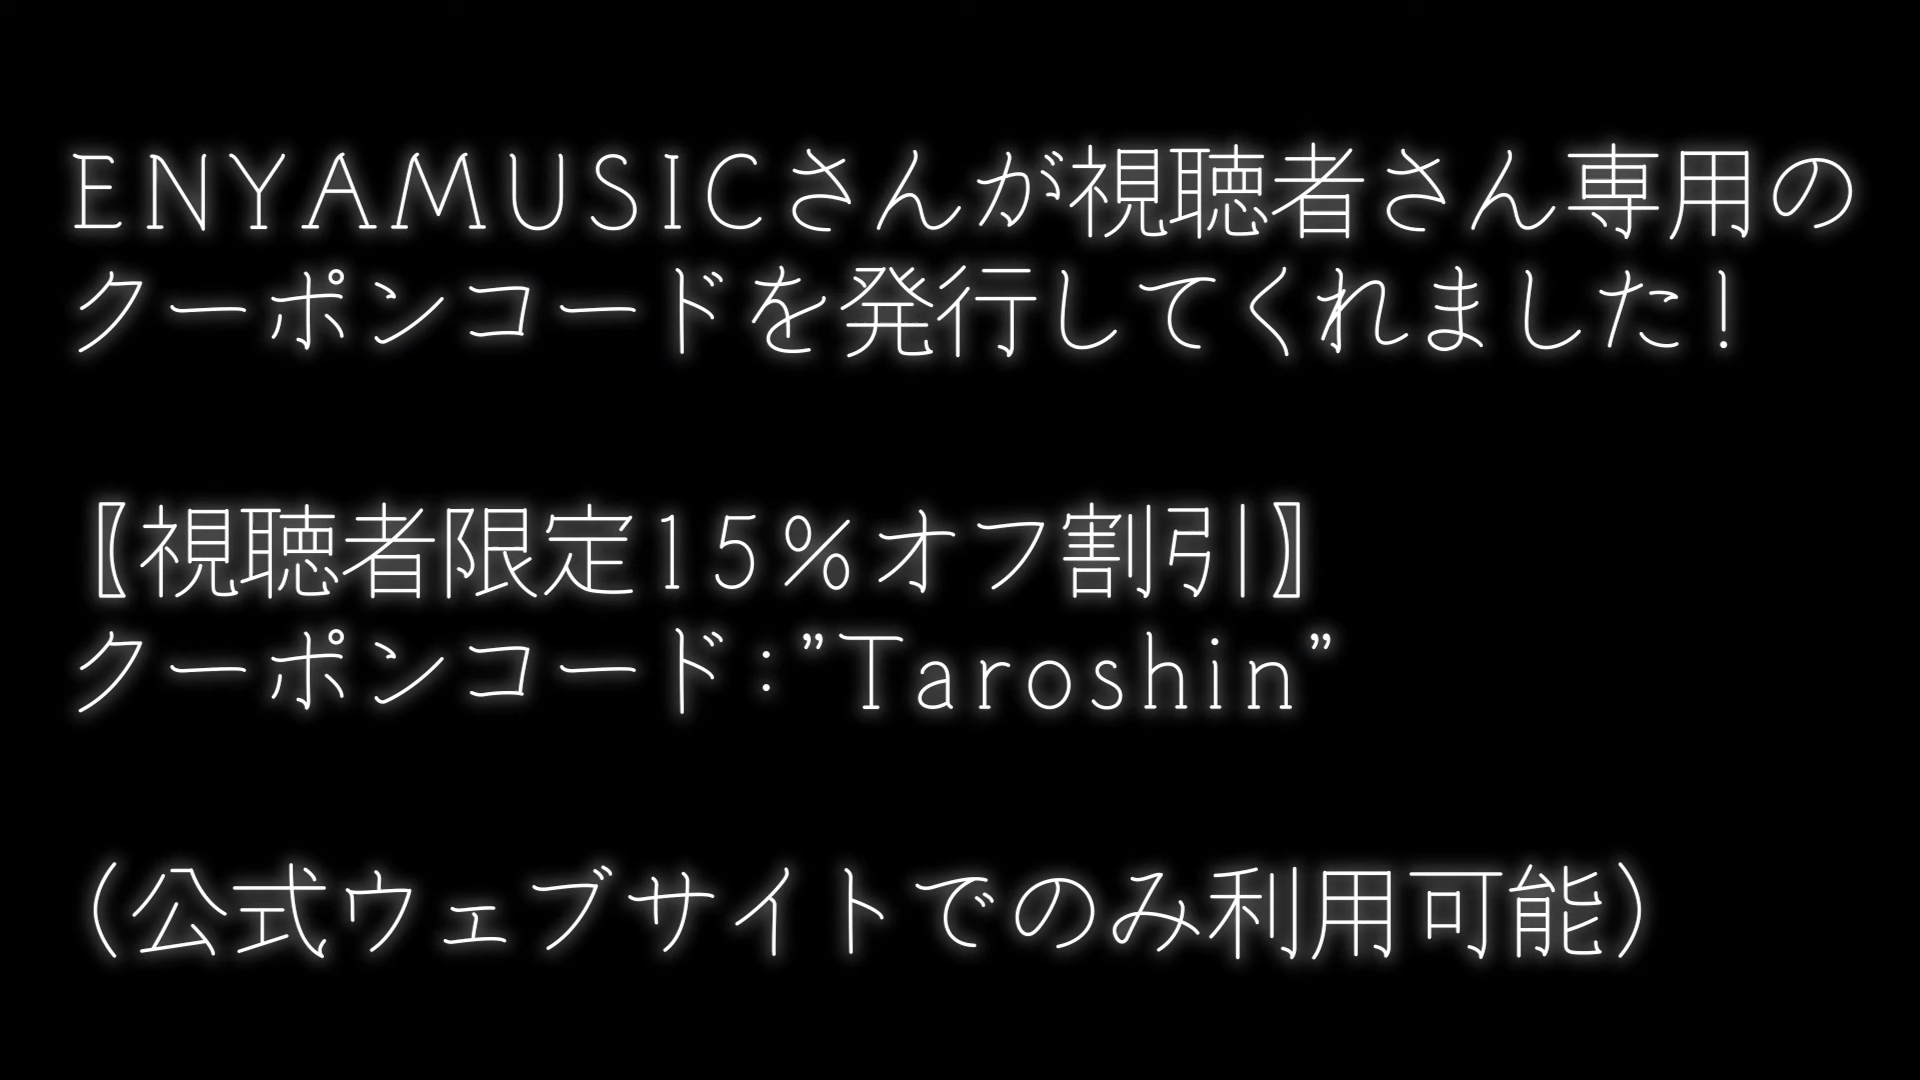 ENYAMUSICさんが視聴者さん専用の
クーポンコードを発行してくれました！
〖視聴者限定15％オフ割引〗
クーポンコード：”Taroshin”
（公式ウェブサイトでのみ利用可能）